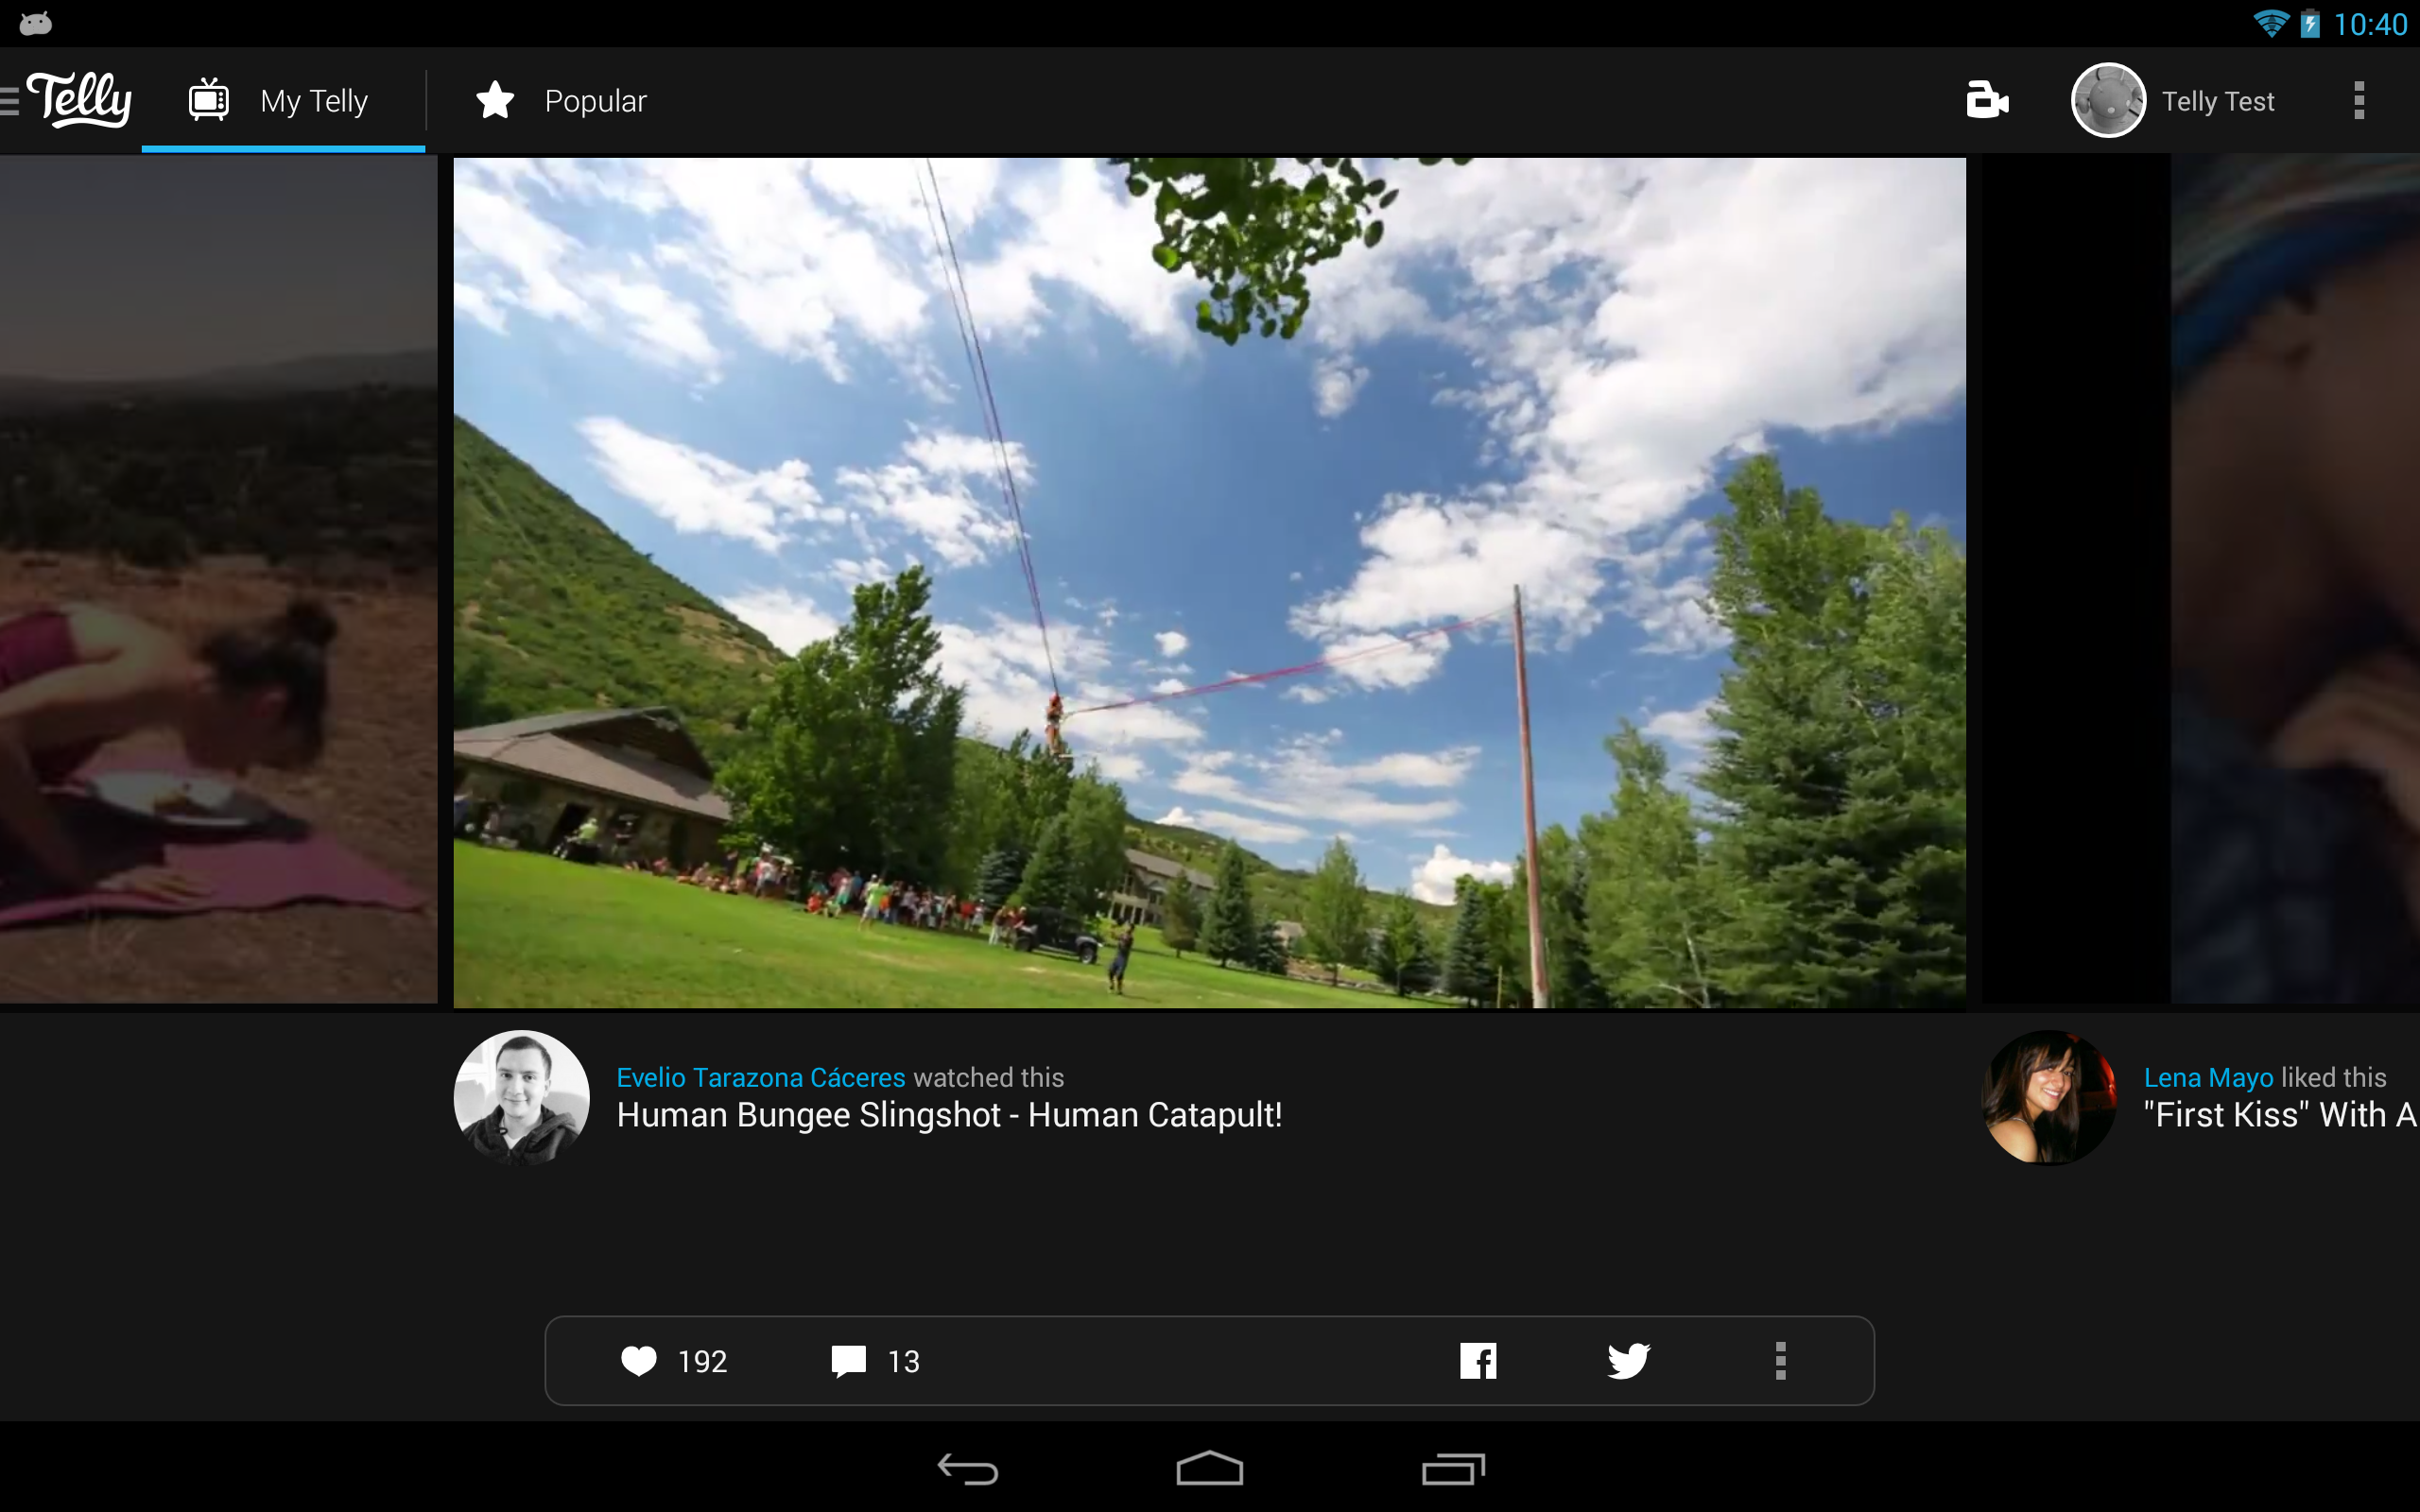 10:40
Telly
My Telly
Popular
Telly Test
Evelio Tarazona Cáceres watched this
Human Bungee Slingshot - Human Catapult!
Lena Mayo liked this
"First Kiss" With A
192
13